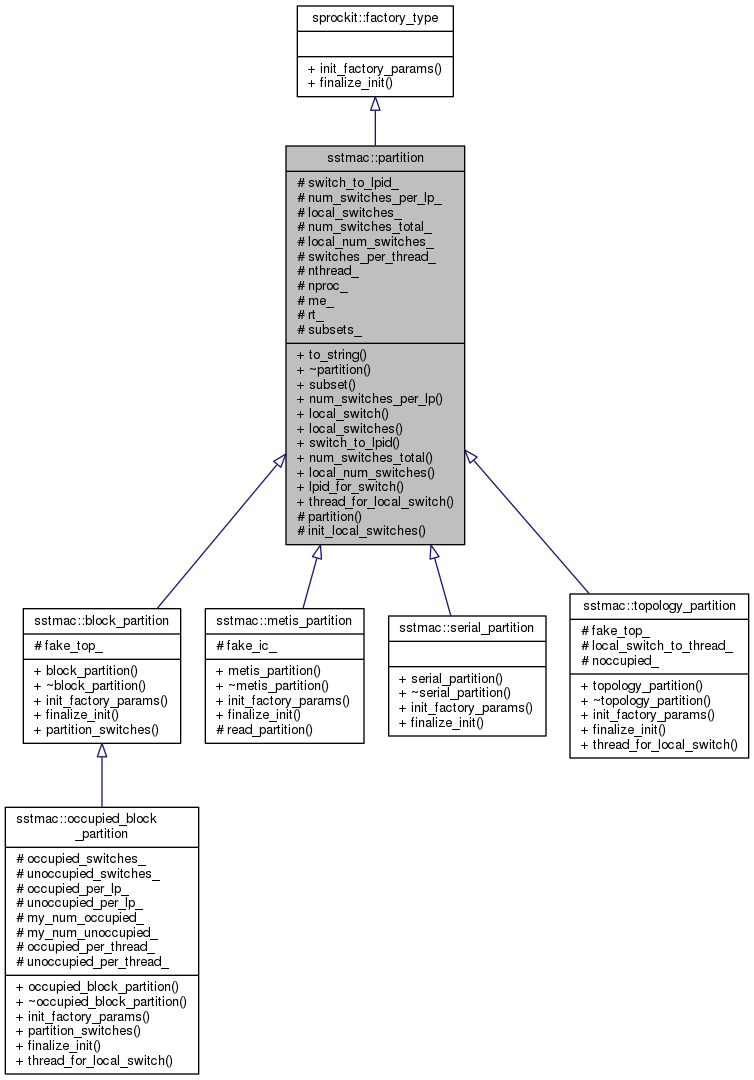 sprockit::factory_type
+ init_factory_params()
+ finalize_init()
sstmac::partition
# switch_to_lpid_
# num_switches_per_lp_
# local_switches_
# num_switches_total_
# local_num_switches_
# switches_per_thread_
# nthread_
# nproc_
# me_
# rt_
# subsets_
+ to_string()
+ ~partition()
+ subset()
+ num_switches_per_lp()
+ local_switch()
+ local_switches()
+ switch_to_lpid()
+ num_switches_total()
+ local_num_switches()
+ lpid_for_switch()
+ thread_for_local_switch()
# partition()
# init_local_switches()
sstmac::block_partition
# fake_top_
+ block_partition()
+ ~block_partition()
+ init_factory_params()
+ finalize_init()
+ partition_switches()
sstmac::metis_partition
# fake_ic_
+ metis_partition()
+ ~metis_partition()
+ init_factory_params()
+ finalize_init()
# read_partition()
sstmac::serial_partition
+ serial_partition()
+ ~serial_partition()
+ init_factory_params()
+ finalize_init()
sstmac::topology_partition
# fake_top_
# local_switch_to_thread_
# noccupied_
+ topology_partition()
+ ~topology_partition()
+ init_factory_params()
+ finalize_init()
+ thread_for_local_switch()
sstmac::occupied_block
_partition
# occupied_switches_
# unoccupied_switches_
# occupied_per_lp_
# unoccupied_per_lp_
# my_num_occupied_
# my_num_unoccupied_
# occupied_per_thread_
# unoccupied_per_thread_
+ occupied_block_partition()
+ ~occupied_block_partition()
+ init_factory_params()
+ partition_switches()
+ finalize_init()
+ thread_for_local_switch()